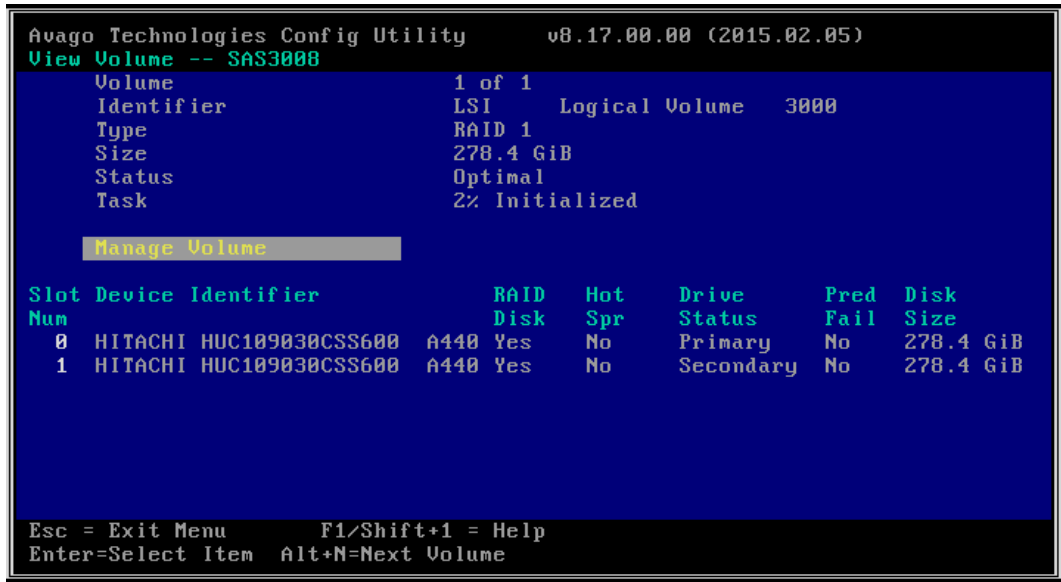 Avago Technologies Config Utility v8.17.00.00 (2015.02.05)
View Volume -- SAS3008
Volume 1 of 1
Identifier LSI Logical Volume 3000
Type RAID 1
Size 278.4 GiB
Status Optimal
Task 2% Initialized
Manage Volume
Slot Device Identifier RAID Hot Drive Pred Disk
Num Disk Spr Status Fail Size
0 HITACHI HUC109030CSS600 A440 Yes No Primary No 278.4 GiB
1 HITACHI HUC109030CSS600 A440 Yes No Secondary No 278.4 GiB
Esc = Exit Menu F1/Shift+1 = Help
Enter=Select Item Alt+N=Next Volume